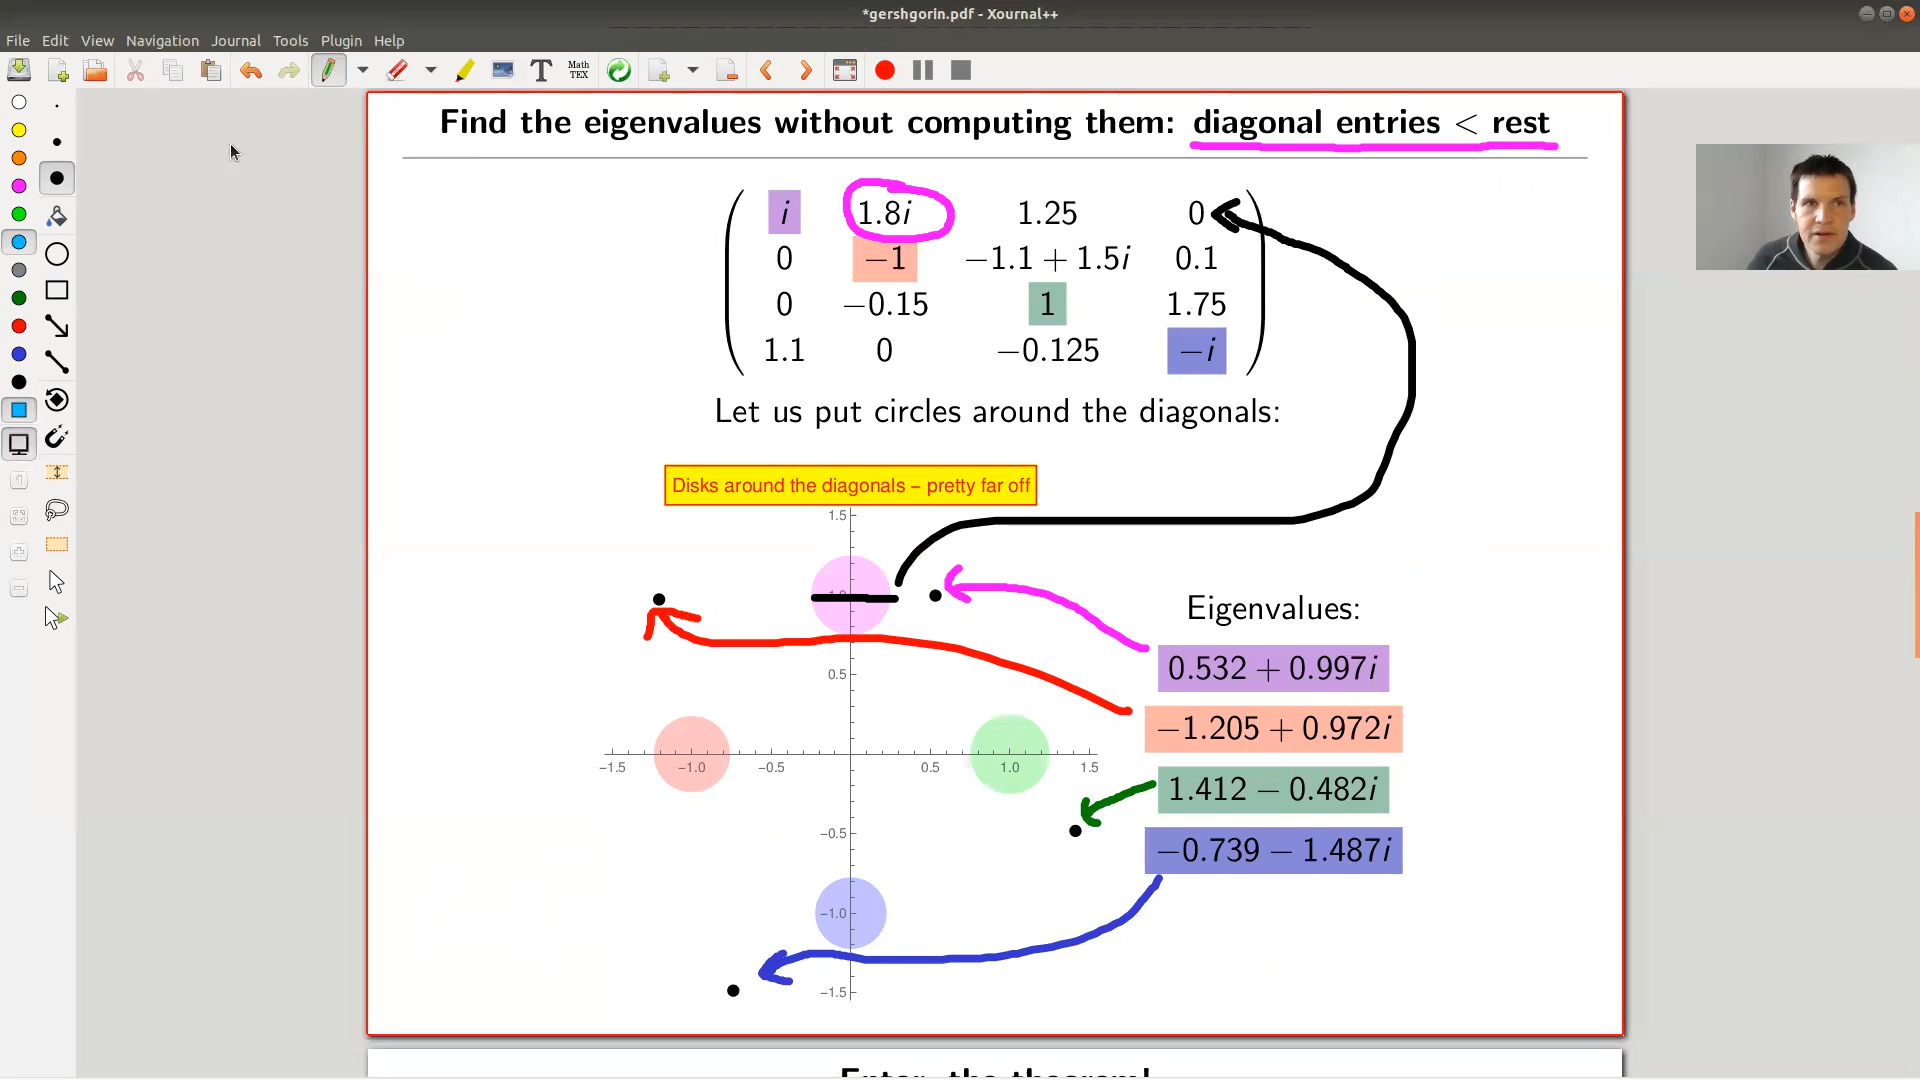 *gershgorin.pdf - Xournal++
File Edit View Navigation Journal Tools Plugin Help
Math
TEX
Find the eigenvalues without computing them: diagonal entries < rest
i 1.8i 1.25 0
0 −1 −1.1 + 1.5i 0.1
0 −0.15 1 1.75
1.1 0 −0.125 −i
Let us put circles around the diagonals:
Disks around the diagonals – pretty far off
1.5
0.5
−1.5 −1.0 −0.5 0.5 1.0 1.5
−0.5
−1.0
−1.5
Eigenvalues:
0.532 + 0.997i
−1.205 + 0.972i
1.412 − 0.482i
−0.739 − 1.487i
Enter, the theorem!